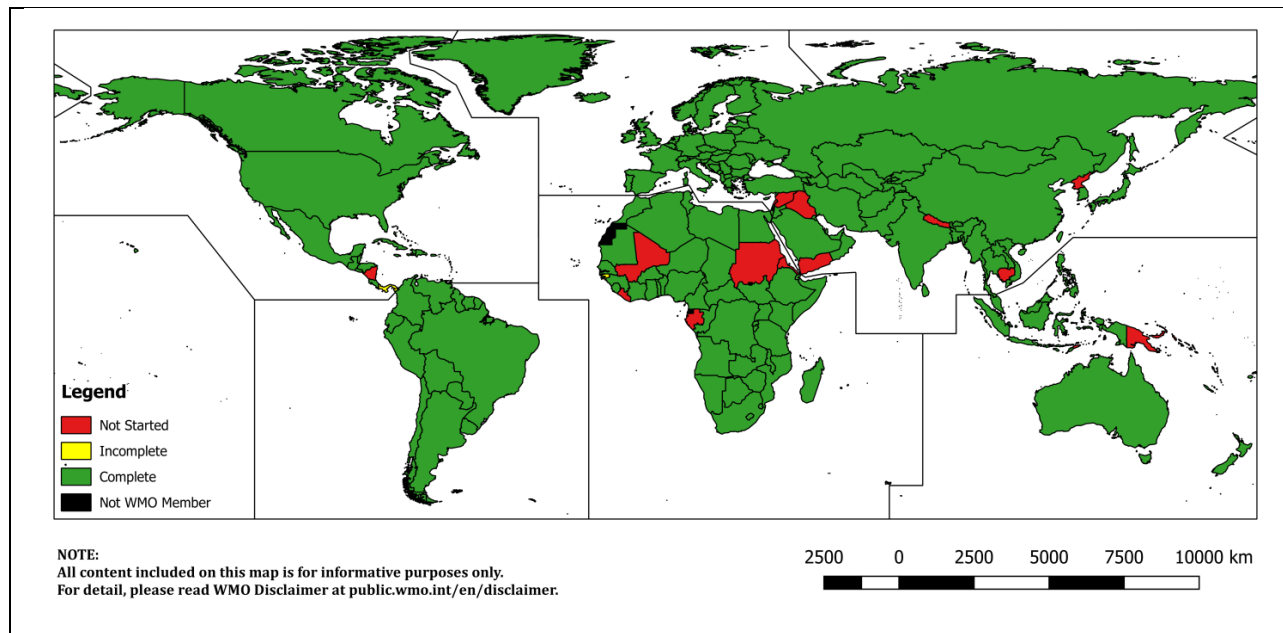 Legend
Not Started
Incomplete
Complete
Not WMO Member
NOTE:
All content included on this map is for informative purposes only.
For detail, please read WMO Disclaimer at public.wmo.int/en/disclaimer.
2500 0 2500 5000 7500 10000 km